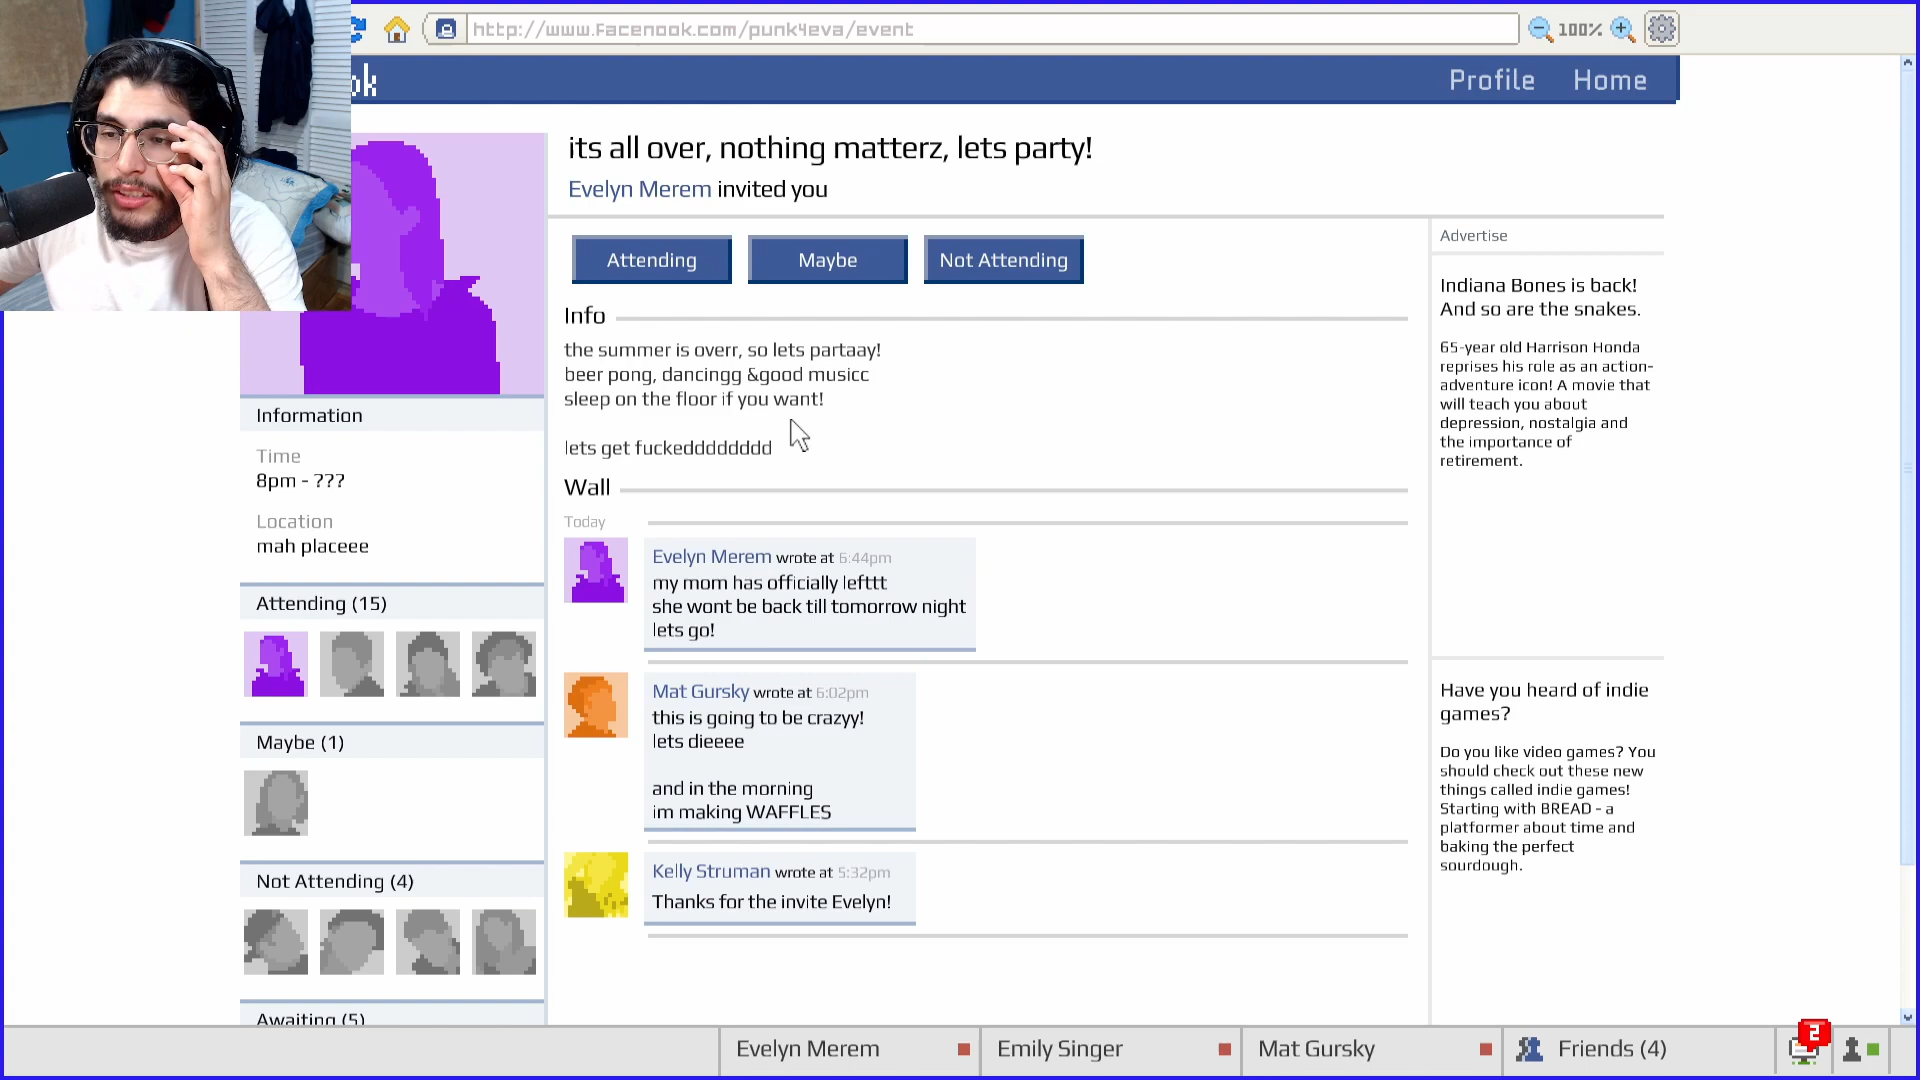 http://www.facenook.com/punk4eva/event
100%
ok
Profile
Home
its all over, nothing matterz, lets party!
Evelyn Merem invited you
Attending
Maybe
Not Attending
Info
the summer is overr, so lets partaay!
beer pong, dancingg &good musicc
sleep on the floor if you want!
lets get fuckedddddddd
Wall
Today
Evelyn Merem wrote at 6:44pm
my mom has officially lefttt
she wont be back till tomorrow night
lets go!
Mat Gursky wrote at 6:02pm
this is going to be crazyy!
lets dieeee
and in the morning
im making WAFFLES
Kelly Struman wrote at 5:32pm
Thanks for the invite Evelyn!
Information
Time
8pm - ???
Location
mah placeee
Attending (15)
Maybe (1)
Not Attending (4)
Awaiting (5)
Advertise
Indiana Bones is back!
And so are the snakes.
65-year old Harrison Honda
reprises his role as an action-
adventure icon! A movie that
will teach you about
depression, nostalgia and
the importance of
retirement.
Have you heard of indie
games?
Do you like video games? You
should check out these new
things called indie games!
Starting with BREAD - a
platformer about time and
baking the perfect
sourdough.
Evelyn Merem
Emily Singer
Mat Gursky
Friends (4)
2